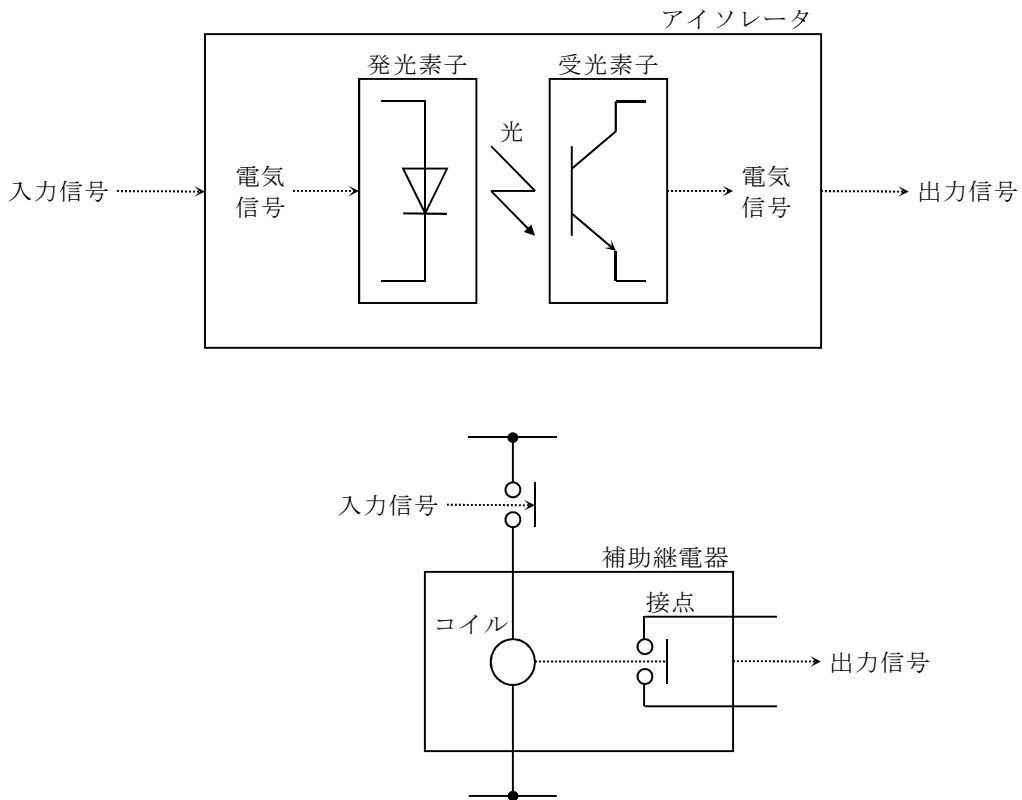 アイソレータ
発光素子
受光素子
光
入力信号
電気
信号
電気
信号
出力信号
入力信号
補助継電器
接点
コイル
出力信号